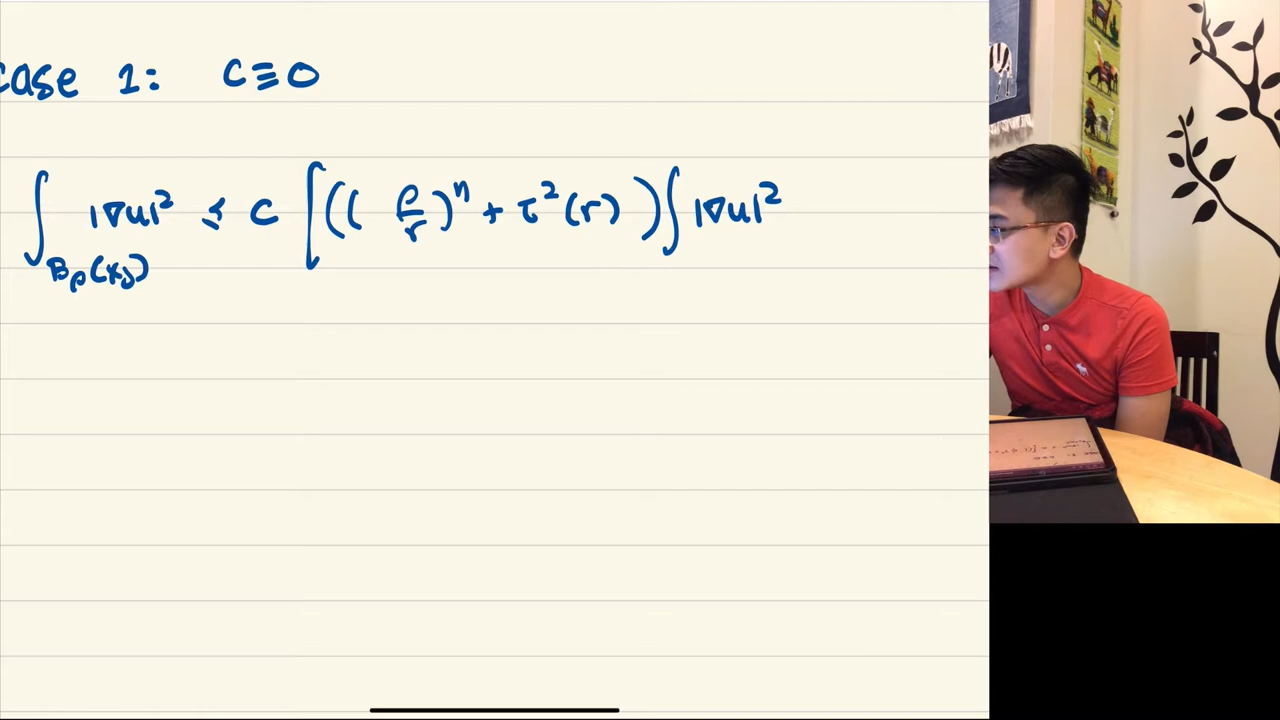 case 1: C≡0
∫_{B_ρ(x_0)} |∇u|² ≤ C [((ρ/r)^n + τ²(r)) ∫ |∇u|²